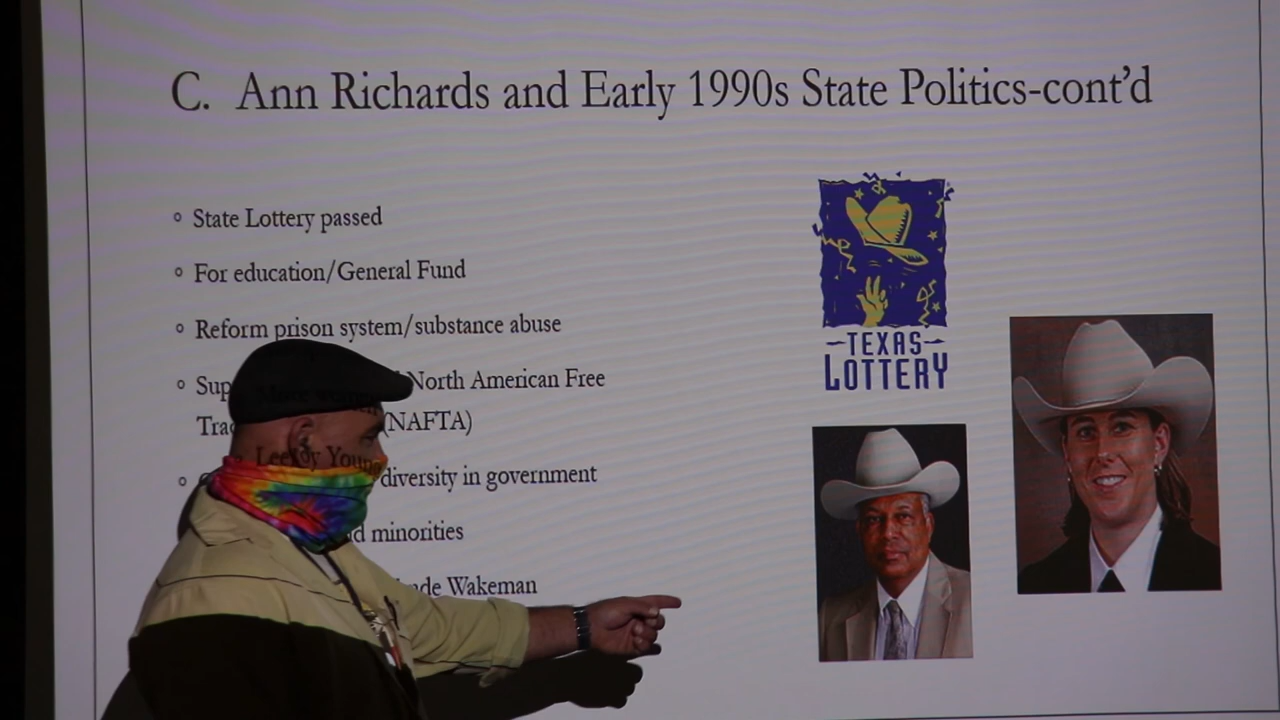 C. Ann Richards and Early 1990s State Politics-cont'd
State Lottery passed
For education/General Fund
Reform prison system/substance abuse
North American Free
(NAFTA)
diversity in government
minorities
Wakeman
TEXAS
LOTTERY